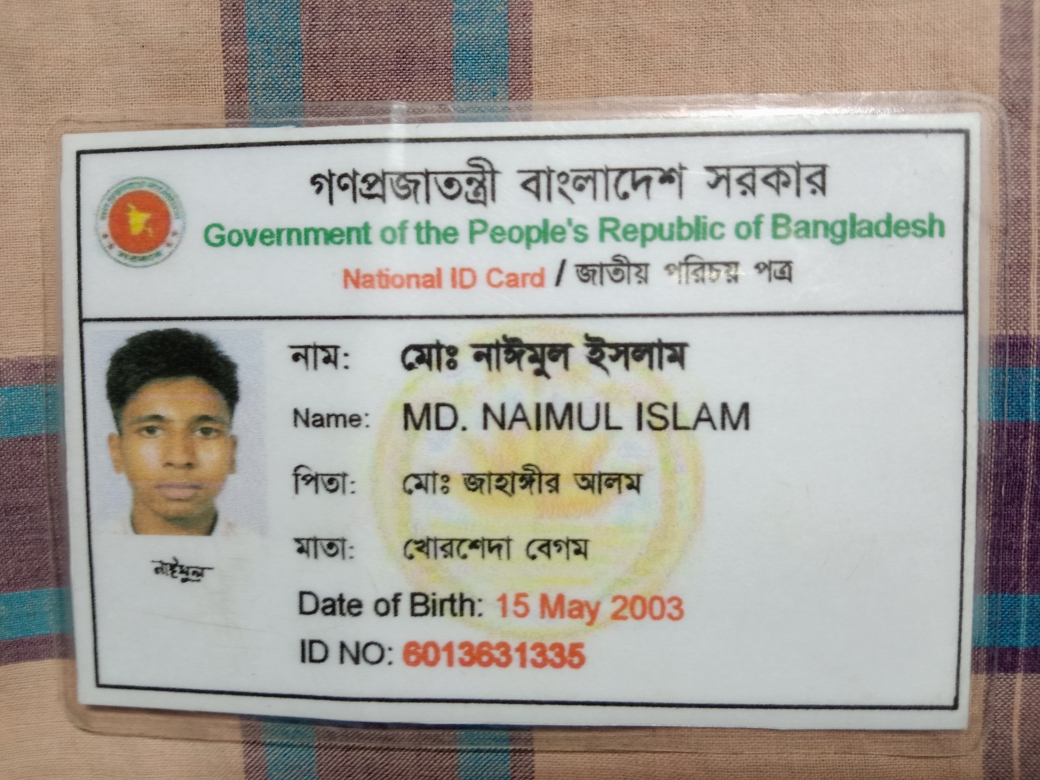 গণপ্রজাতন্ত্রী বাংলাদেশ সরকার
Government of the People's Republic of Bangladesh
National ID Card / জাতীয় পরিচয় পত্র
নাম: মোঃ নাঈমুল ইসলাম
Name: MD. NAIMUL ISLAM
পিতা: মোঃ জাহাঙ্গীর আলম
মাতা: খোরশেদা বেগম
নাইমুল
Date of Birth: 15 May 2003
ID NO: 6013631335